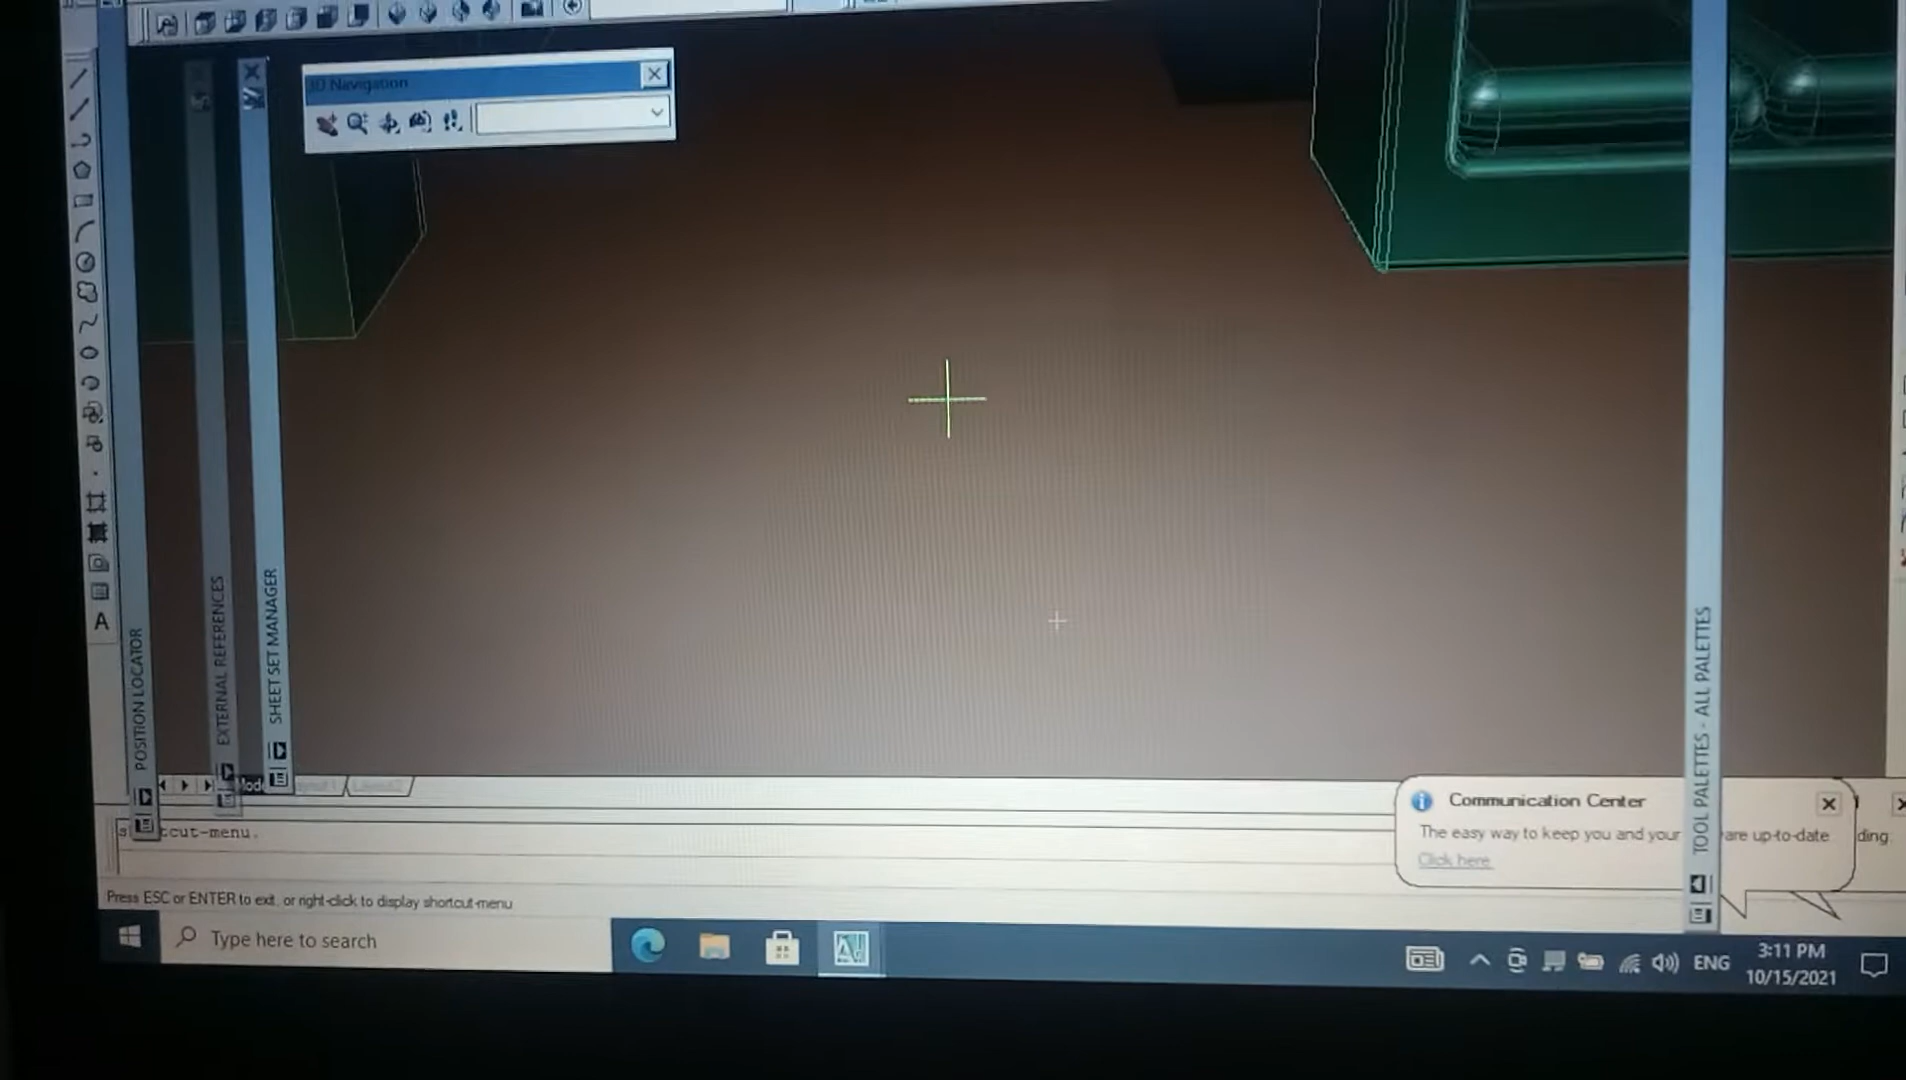 3D Navigation
POSITION LOCATOR
EXTERNAL REFERENCES
SHEET SET MANAGER
TOOL PALETTES - ALL PALETTES
A
Communication Center
The easy way to keep you and your are up-to-date
ding
Click here.
cut-menu.
Press ESC or ENTER to exit, or right-click to display shortcut-menu
Type here to search
ENG
3:11 PM
10/15/2021